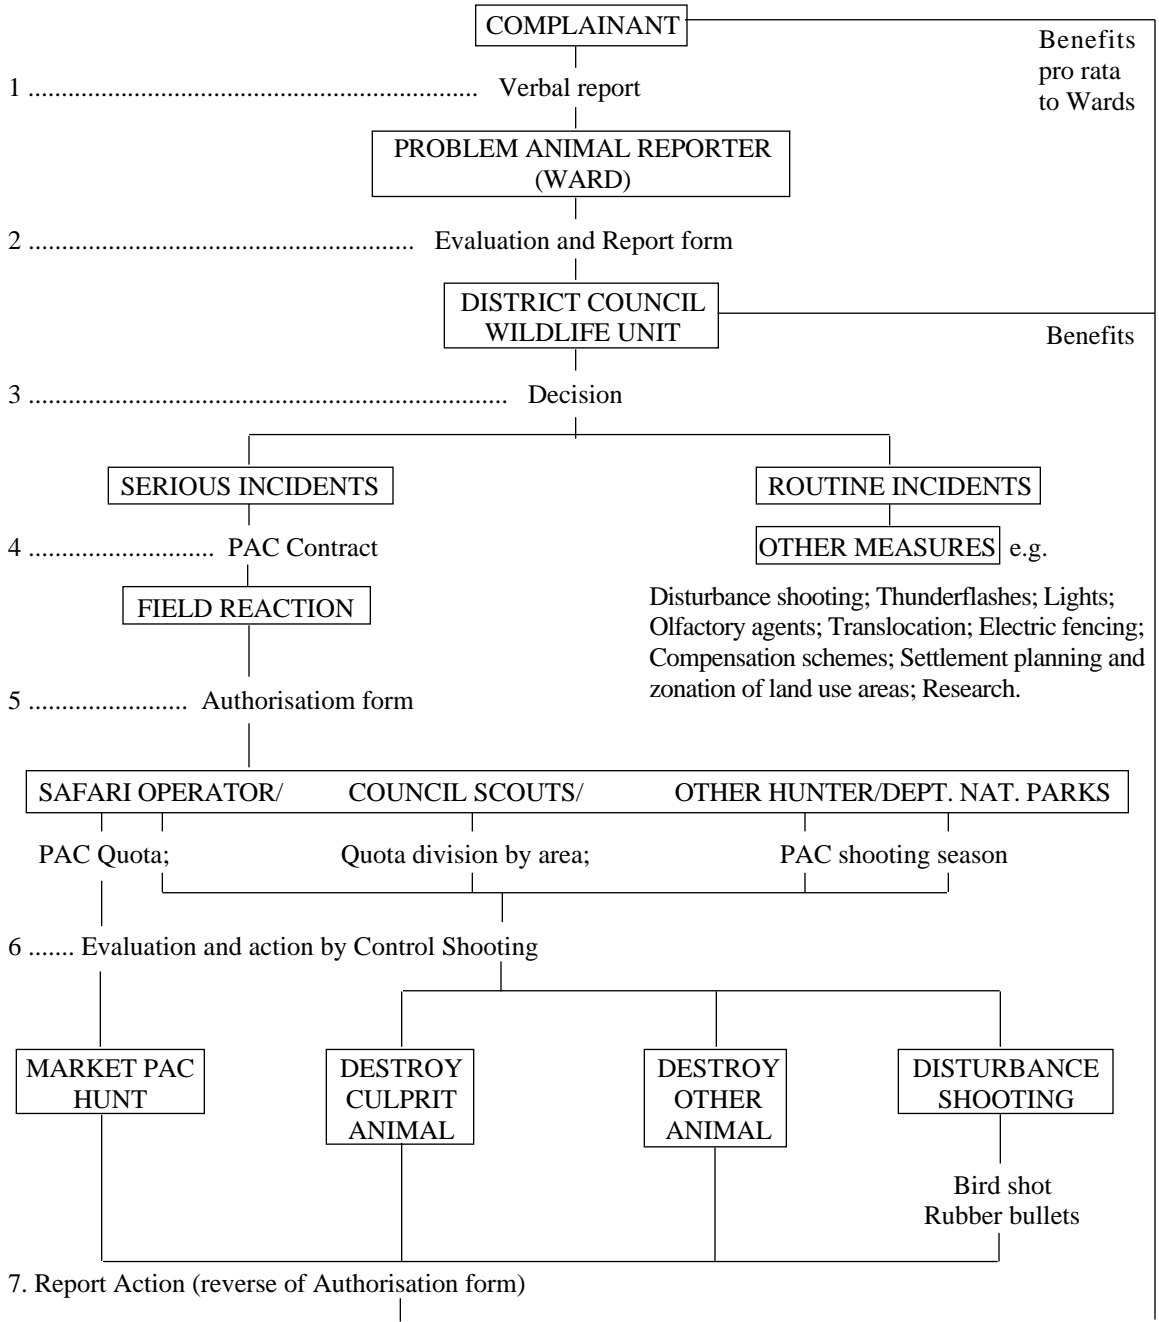 COMPLAINANT
Benefits
pro rata
to Wards
1 .................................................................... Verbal report
PROBLEM ANIMAL REPORTER
(WARD)
2 .......................................................... Evaluation and Report form
DISTRICT COUNCIL
WILDLIFE UNIT
Benefits
3 ........................................................................ Decision
SERIOUS INCIDENTS
ROUTINE INCIDENTS
4 ............................ PAC Contract
OTHER MEASURES e.g.
FIELD REACTION
Disturbance shooting; Thunderflashes; Lights;
Olfactory agents; Translocation; Electric fencing;
Compensation schemes; Settlement planning and
zonation of land use areas; Research.
5 ........................ Authorisatiom form
SAFARI OPERATOR/ COUNCIL SCOUTS/ OTHER HUNTER/DEPT. NAT. PARKS
PAC Quota; Quota division by area; PAC shooting season
6 ....... Evaluation and action by Control Shooting
MARKET PAC
HUNT
DESTROY
CULPRIT
ANIMAL
DESTROY
OTHER
ANIMAL
DISTURBANCE
SHOOTING
Bird shot
Rubber bullets
7. Report Action (reverse of Authorisation form)